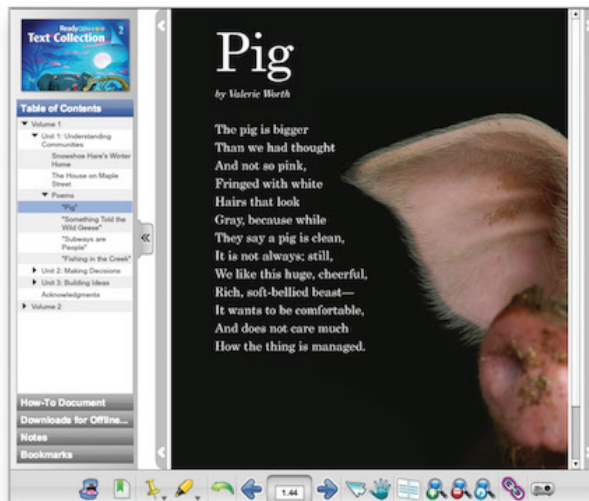 ReadyGEN 2
Text Collection
Table of Contents
Volume 1
Unit 1: Understanding
Communities
Snowshoe Hare's Winter
Home
The House on Maple
Street
Poems
"Pig"
"Something Told the
Wild Geese"
"Subways are
People"
"Fishing in the Creek"
Unit 2: Making Decisions
Unit 3: Building Ideas
Acknowledgments
Volume 2
How-To Document
Downloads for Offline...
Notes
Bookmarks
Pig
by Valerie Worth
The pig is bigger
Than we had thought
And not so pink,
Fringed with white
Hairs that look
Gray, because while
They say a pig is clean,
It is not always; still,
We like this huge, cheerful,
Rich, soft-bellied beast—
It wants to be comfortable,
And does not care much
How the thing is managed.
1.44